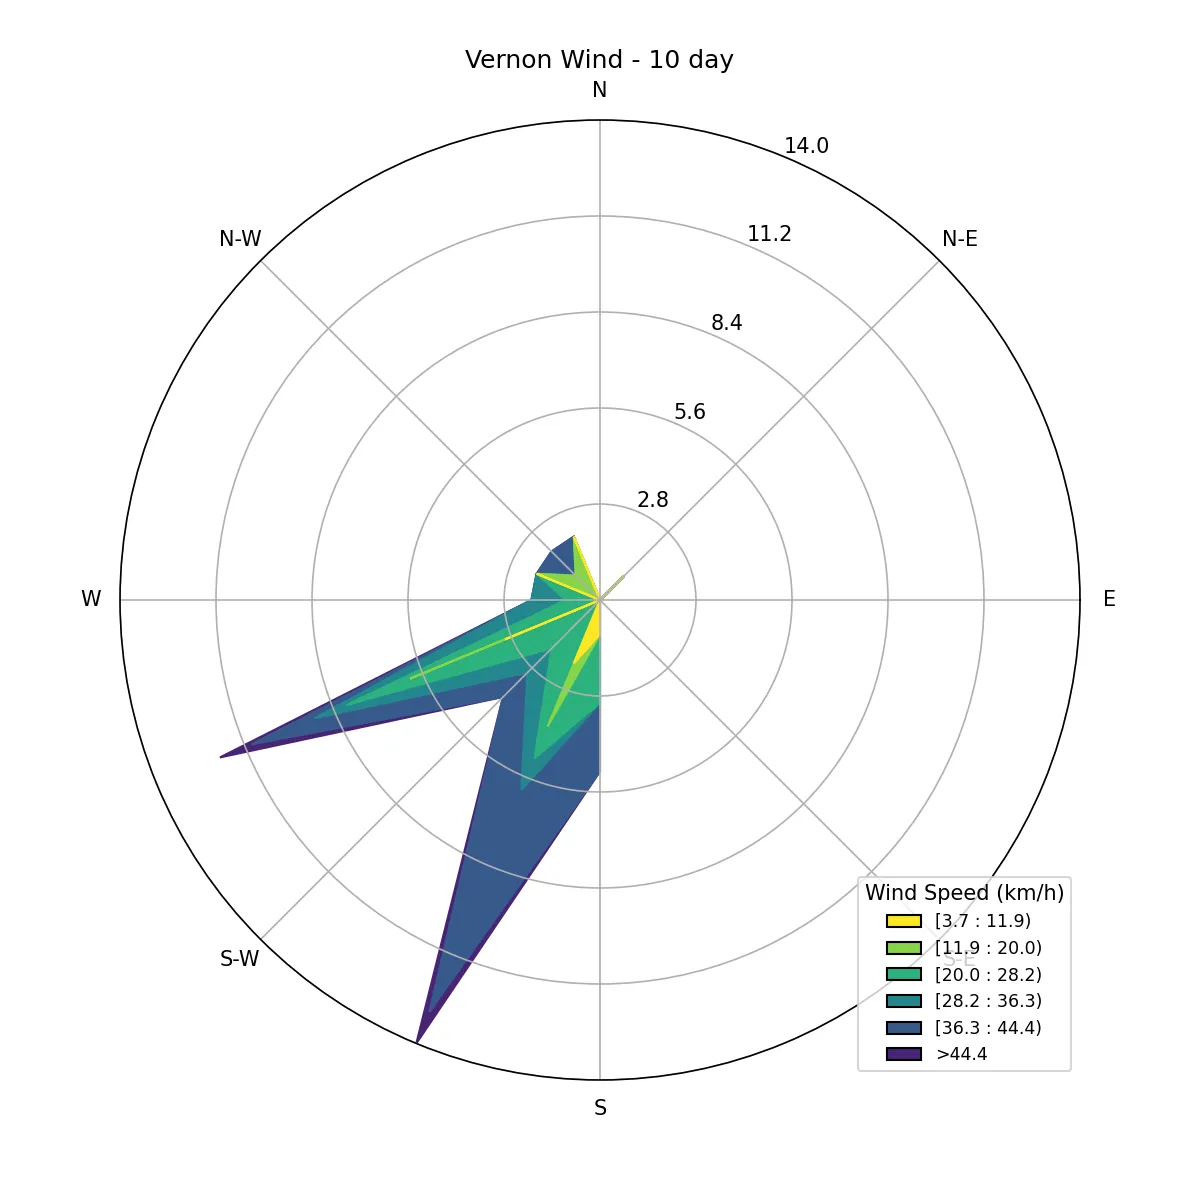 Vernon Wind - 10 day
N
14.0
N-W
11.2
N-E
8.4
5.6
2.8
W
E
Wind Speed (km/h)
[3.7 : 11.9)
[11.9 : 20.0)
S-W
S-E
[20.0 : 28.2)
[28.2 : 36.3)
[36.3 : 44.4)
>44.4
S